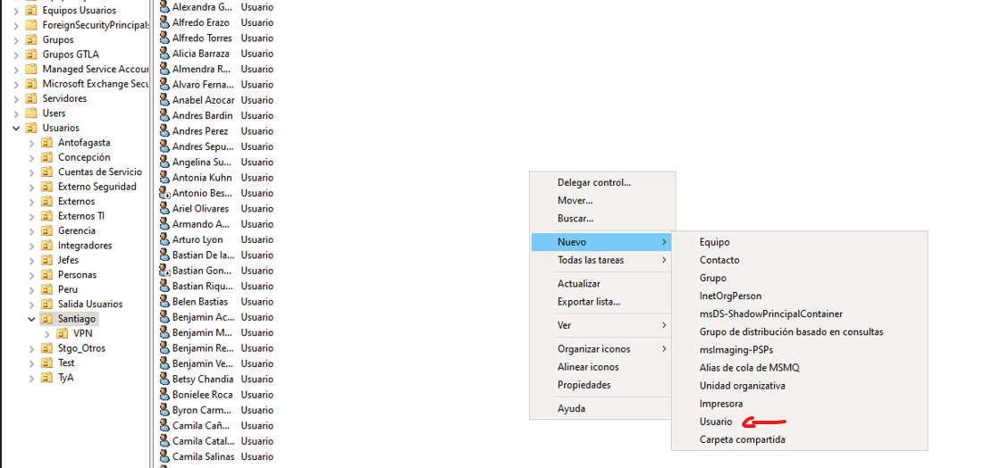 Equipos Usuarios
ForeignSecurityPrincipals
Grupos
Grupos GTLA
Managed Service Accour
Microsoft Exchange Secu
Servidores
Users
Usuarios
Antofagasta
Concepción
Cuentas de Servicio
Externo Seguridad
Externos
Externos TI
Gerencia
Integradores
Jefes
Personas
Peru
Salida Usuarios
Santiago
VPN
Stgo_Otros
Test
TyA
Alexandra G... Usuario
Alfredo Erazo Usuario
Alfredo Torres Usuario
Alicia Barraza Usuario
Almendra R... Usuario
Alvaro Ferna... Usuario
Anabel Azocar Usuario
Andres Bardin Usuario
Andres Perez Usuario
Andres Sepu... Usuario
Angelina Su... Usuario
Antonia Kuhn Usuario
Antonio Bes... Usuario
Ariel Olivares Usuario
Armando A... Usuario
Arturo Lyon Usuario
Bastian De la... Usuario
Bastian Gon... Usuario
Bastian Riqu... Usuario
Belen Bastias Usuario
Benjamin Ac... Usuario
Benjamin M... Usuario
Benjamin Re... Usuario
Benjamin Ve... Usuario
Betsy Chandia Usuario
Bonielee Roca Usuario
Byron Carm... Usuario
Camila Cañ... Usuario
Camila Catal... Usuario
Camila Salinas Usuario
Delegar control...
Mover...
Buscar...
Nuevo
Todas las tareas
Actualizar
Exportar lista...
Ver
Organizar iconos
Alinear iconos
Propiedades
Ayuda
Equipo
Contacto
Grupo
InetOrgPerson
msDS-ShadowPrincipalContainer
Grupo de distribución basado en consultas
msImaging-PSPs
Alias de cola de MSMQ
Unidad organizativa
Impresora
Usuario
Carpeta compartida